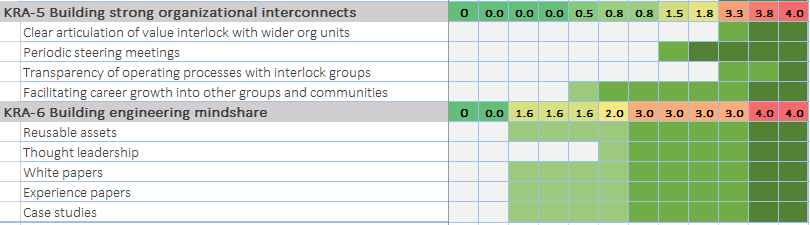 KRA-5 Building strong organizational interconnects 0 0.0 0.0 0.0 0.5 0.8 0.8 1.5 1.8 3.3 3.8 4.0
Clear articulation of value interlock with wider org units
Periodic steering meetings
Transparency of operating processes with interlock groups
Facilitating career growth into other groups and communities
KRA-6 Building engineering mindshare 0 0.0 1.6 1.6 1.6 2.0 3.0 3.0 3.0 3.0 4.0 4.0
Reusable assets
Thought leadership
White papers
Experience papers
Case studies